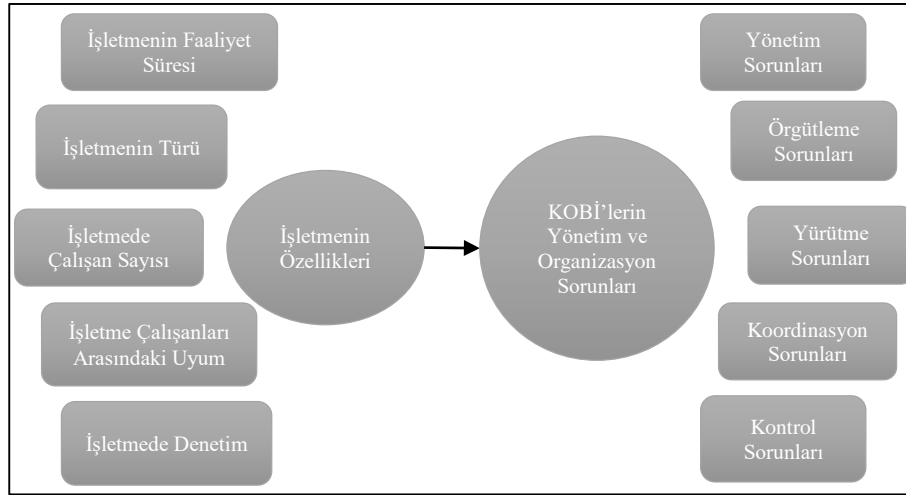 İşletmenin Faaliyet
Süresi
İşletmenin Türü
İşletmede
Çalışan Sayısı
İşletme Çalışanları
Arasındaki Uyum
İşletmede Denetim
İşletmenin
Özellikleri
KOBİ’lerin
Yönetim ve
Organizasyon
Sorunları
Yönetim
Sorunları
Örgütleme
Sorunları
Yürütme
Sorunları
Koordinasyon
Sorunları
Kontrol
Sorunları